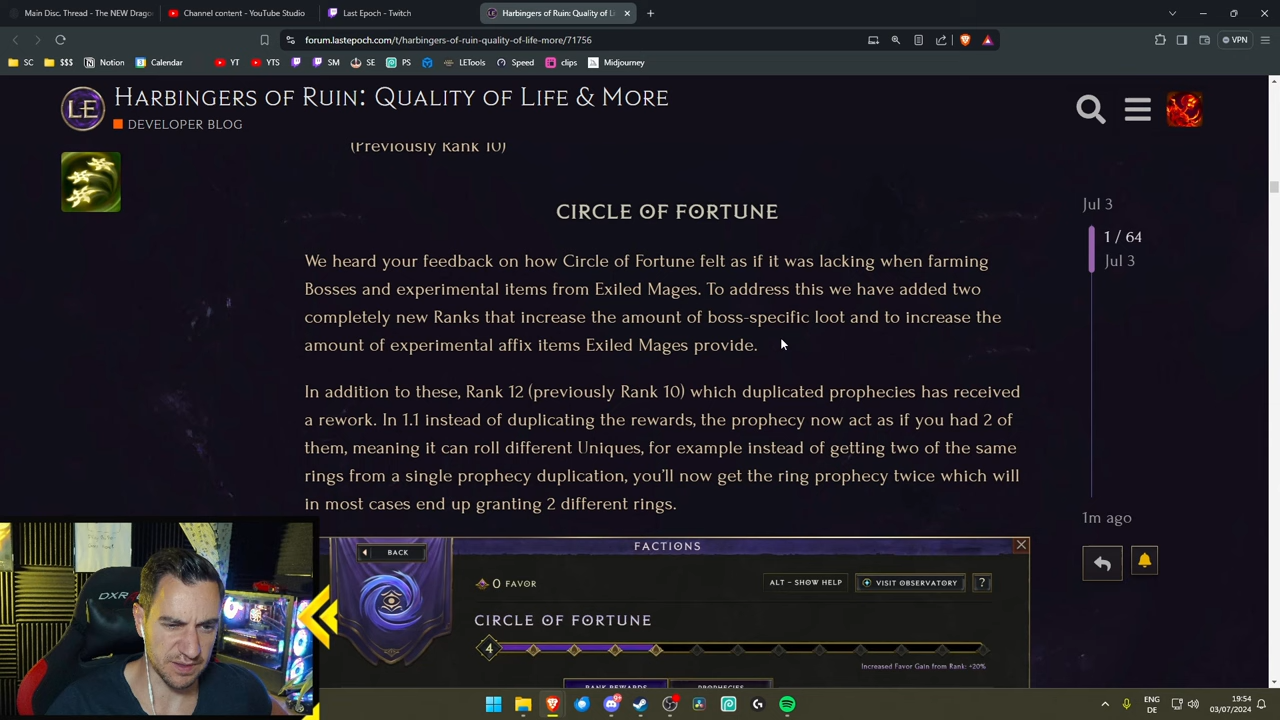 Main Disc. Thread - The NEW Drago
Channel content - YouTube Studio
Last Epoch - Twitch
Harbingers of Ruin: Quality of Li
forum.lastepoch.com/t/harbingers-of-ruin-quality-of-life-more/71756
VPN
SC
$$$
Notion
Calendar
YT
YTS
SM
SE
PS
LETools
Speed
clips
Midjourney
LE
Harbingers of Ruin: Quality of Life & More
DEVELOPER BLOG
(Previously Rank 10)
CIRCLE OF FORTUNE
We heard your feedback on how Circle of Fortune felt as if it was lacking when farming
Bosses and experimental items from Exiled Mages. To address this we have added two
completely new Ranks that increase the amount of boss-specific loot and to increase the
amount of experimental affix items Exiled Mages provide.
In addition to these, Rank 12 (previously Rank 10) which duplicated prophecies has received
a rework. In 1.1 instead of duplicating the rewards, the prophecy now act as if you had 2 of
them, meaning it can roll different Uniques, for example instead of getting two of the same
rings from a single prophecy duplication, you'll now get the ring prophecy twice which will
in most cases end up granting 2 different rings.
Jul 3
1 / 64
Jul 3
1m ago
BACK
FACTIONS
0 FAVOR
ALT - SHOW HELP
VISIT OBSERVATORY
?
CIRCLE OF FORTUNE
4
Increased Favor Gain from Rank: +20%
RANK REWARDS
PROPHECIES
DXR
ENG
DE
19:54
03/07/2024